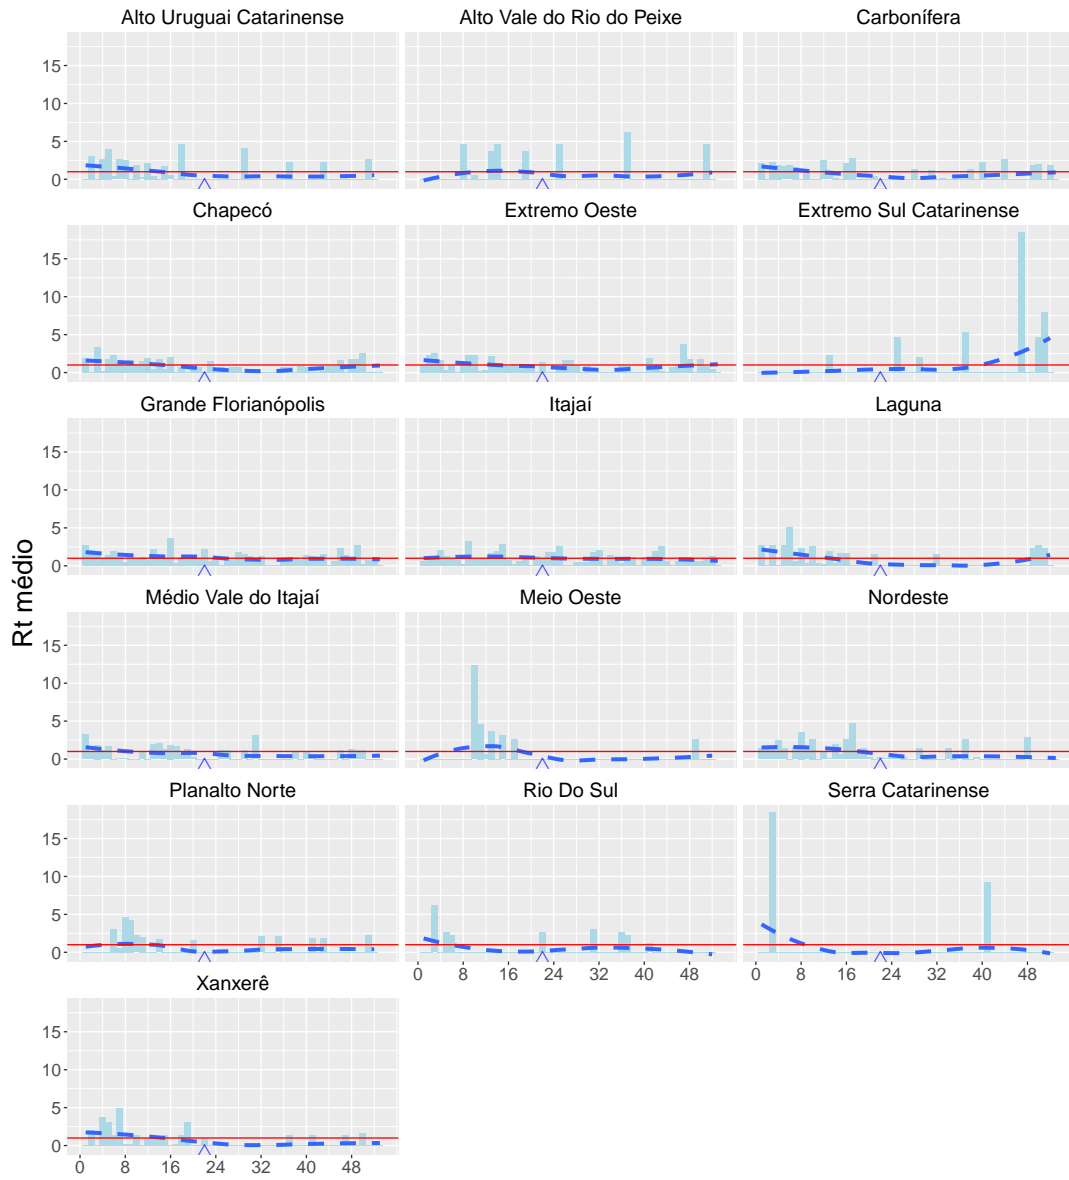 Alto Uruguai Catarinense Alto Vale do Rio do Peixe Carbonífera
15
10
5
0
Chapecó Extremo Oeste Extremo Sul Catarinense
15
10
5
0
Grande Florianópolis Itajaí Laguna
15
10
5
0
Rt médio
Médio Vale do Itajaí Meio Oeste Nordeste
15
10
5
0
Planalto Norte Rio Do Sul Serra Catarinense
15
10
5
0
0 8 16 24 32 40 48 0 8 16 24 32 40 48
Xanxerê
15
10
5
0
0 8 16 24 32 40 48